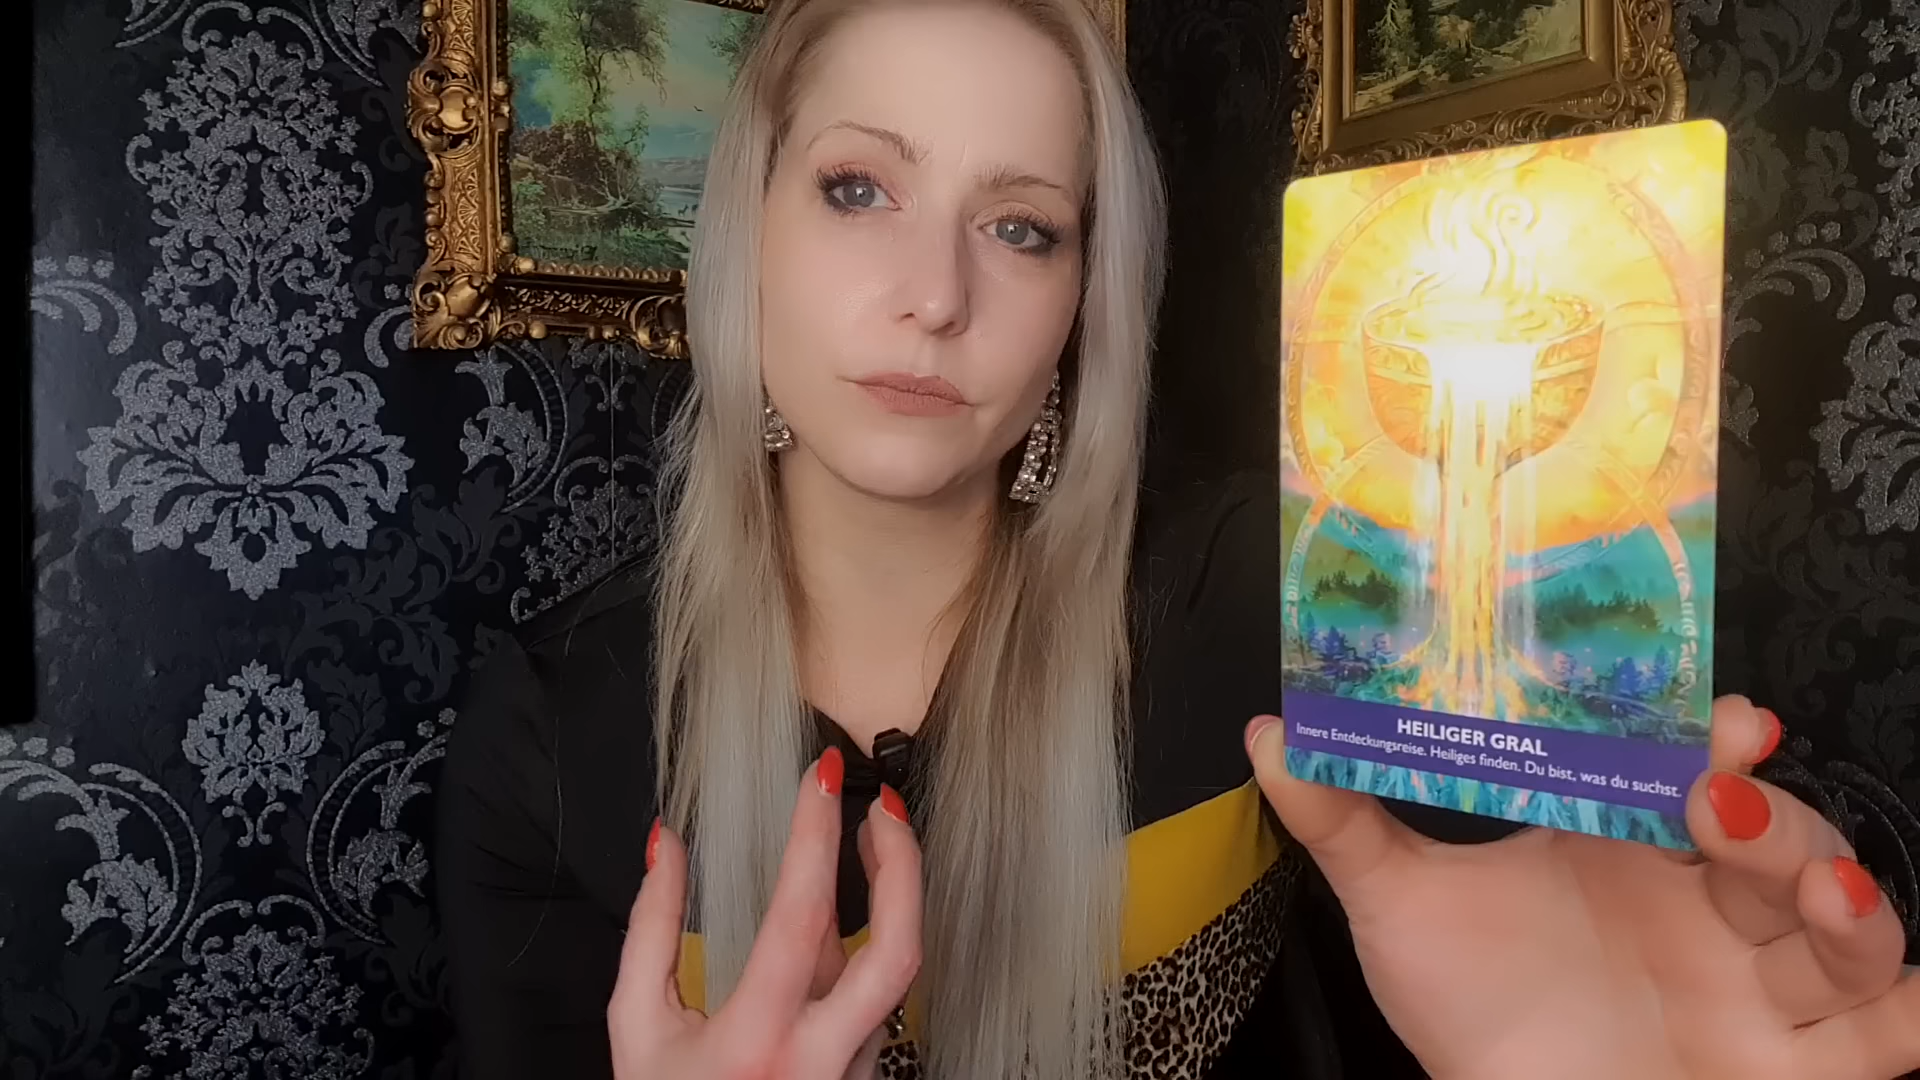 HEILIGER GRAL
Innere Entdeckungsreise. Heiliges finden. Du bist, was du suchst.